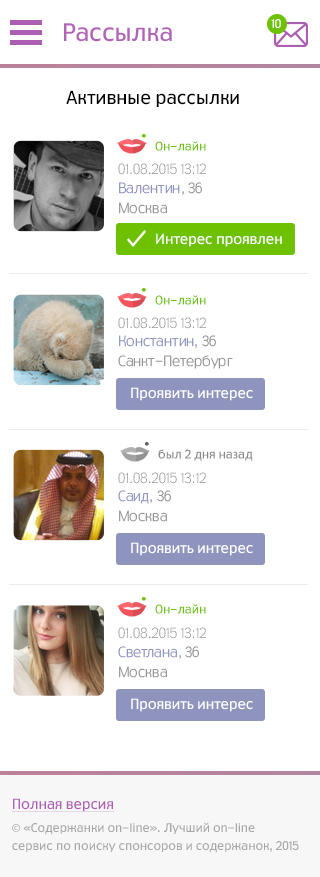 Рассылка
10
Активные рассылки
Он-лайн
01.08.2015 13:12
Валентин, 36
Москва
Интерес проявлен
Он-лайн
01.08.2015 13:12
Константин, 36
Санкт-Петербург
Проявить интерес
был 2 дня назад
01.08.2015 13:12
Саид, 36
Москва
Проявить интерес
Он-лайн
01.08.2015 13:12
Светлана, 36
Москва
Проявить интерес
Полная версия
© «Содержанки on-line». Лучший on-line
сервис по поиску спонсоров и содержанок, 2015